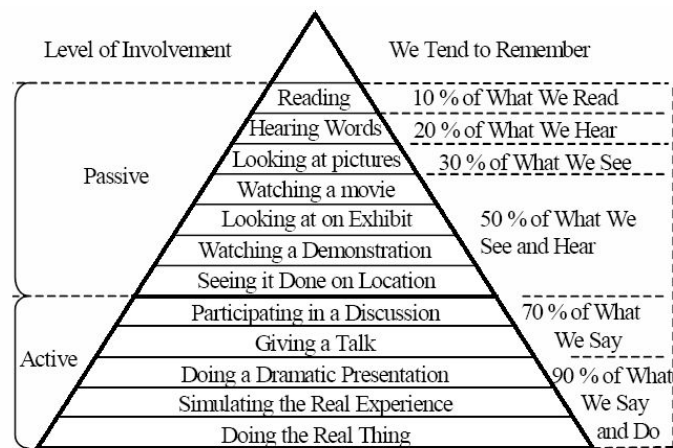 Level of Involvement
We Tend to Remember
Reading
10 % of What We Read
Hearing Words
20 % of What We Hear
Looking at pictures
30 % of What We See
Passive
Watching a movie
Looking at on Exhibit
50 % of What We
See and Hear
Watching a Demonstration
Seeing it Done on Location
Active
Participating in a Discussion
70 % of What
We Say
Giving a Talk
Doing a Dramatic Presentation
90 % of What
We Say
and Do
Simulating the Real Experience
Doing the Real Thing